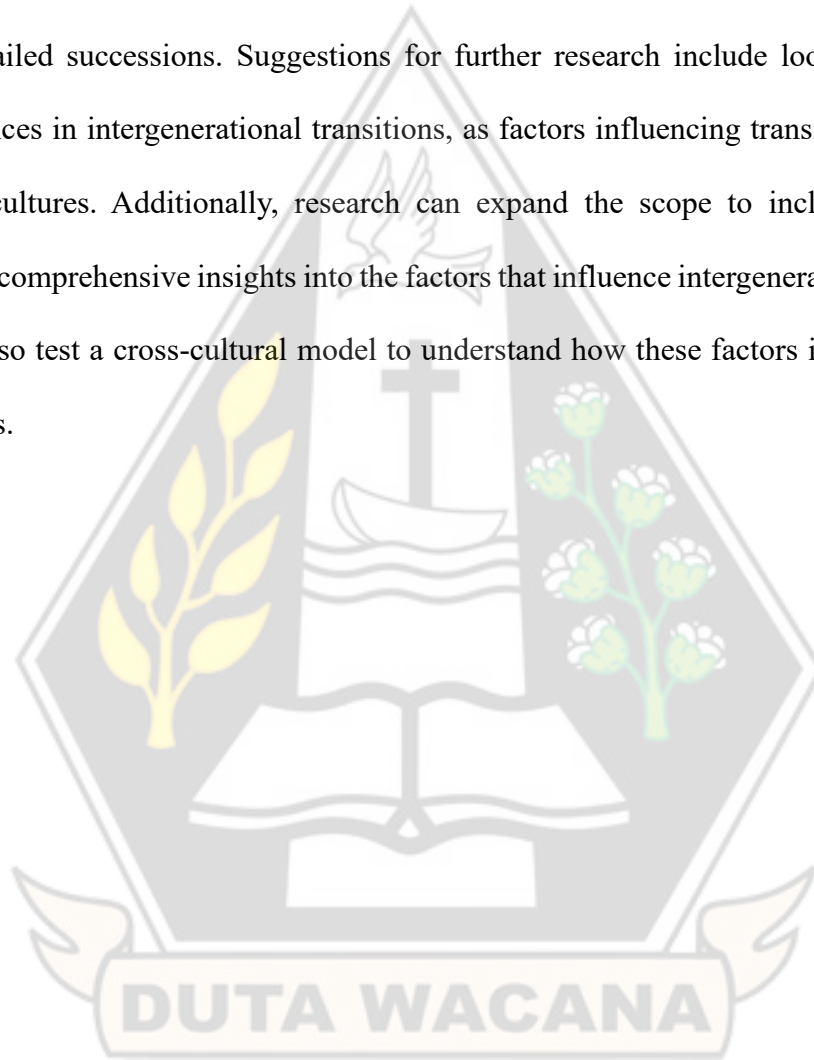 ailed successions. Suggestions for further research include loo
ces in intergenerational transitions, as factors influencing trans
cultures. Additionally, research can expand the scope to incl
comprehensive insights into the factors that influence intergenera
so test a cross-cultural model to understand how these factors i
s.
DUTA WACANA